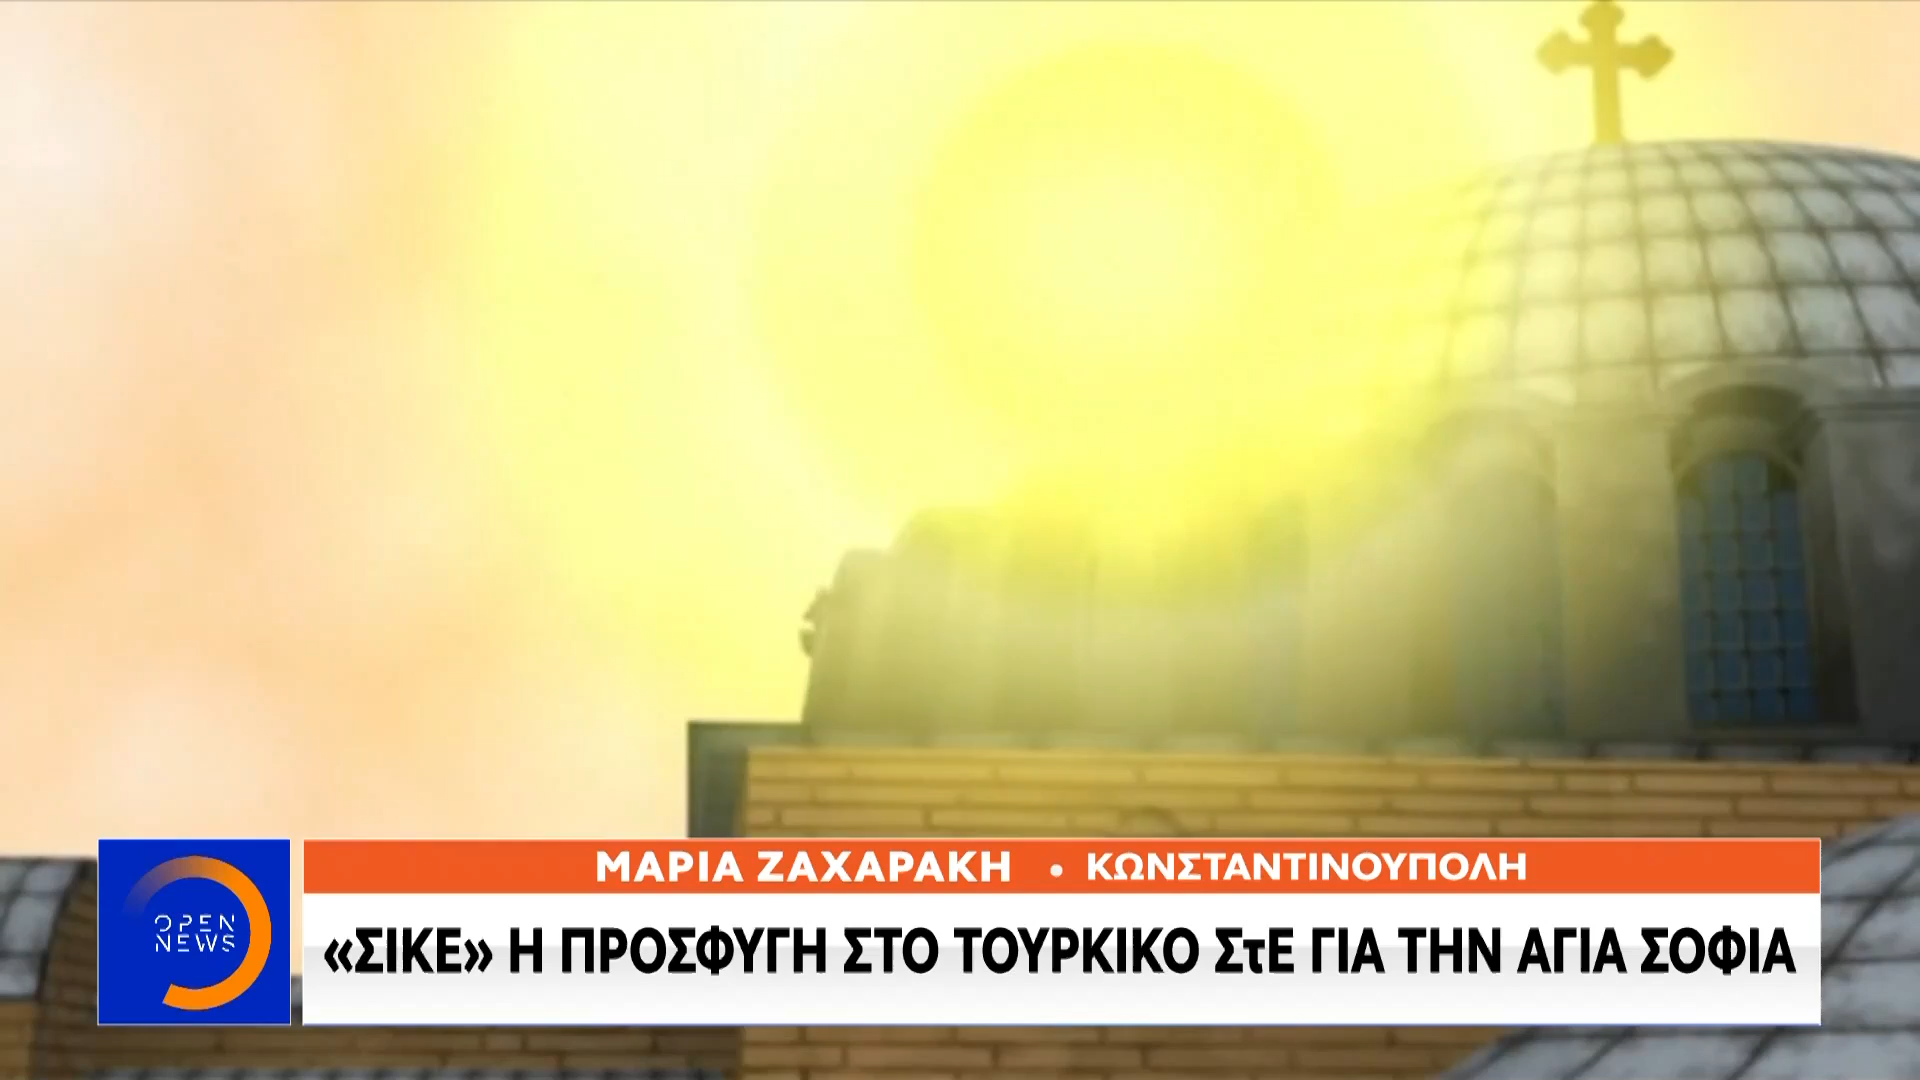 ΜΑΡΙΑ ΖΑΧΑΡΑΚΗ • ΚΩΝΣΤΑΝΤΙΝΟΥΠΟΛΗ
OPEN
NEWS
«ΣΙΚΕ» Η ΠΡΟΣΦΥΓΗ ΣΤΟ ΤΟΥΡΚΙΚΟ ΣτΕ ΓΙΑ ΤΗΝ ΑΓΙΑ ΣΟΦΙΑ